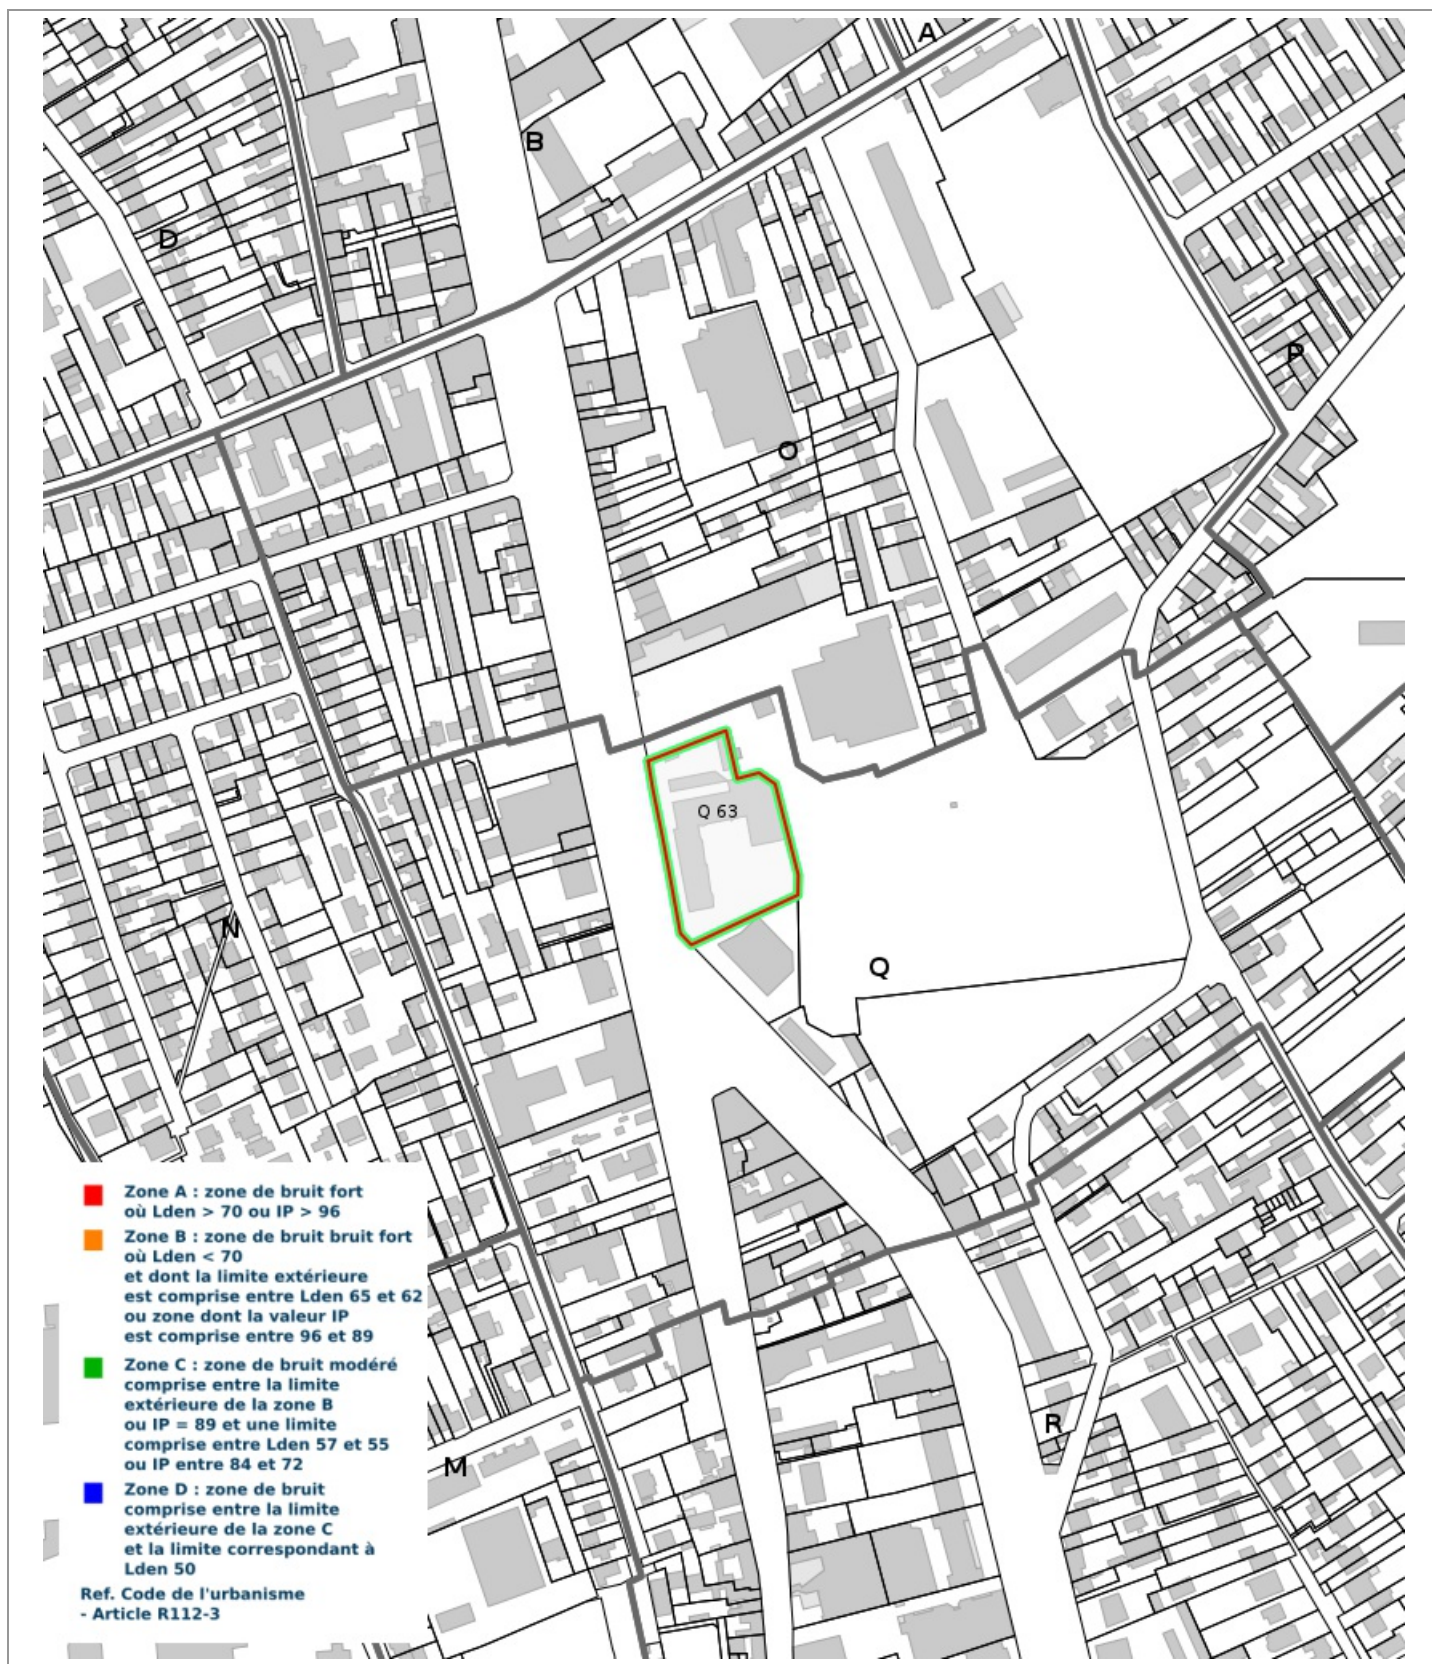 A
B
D
P
O
Q 63
N
Q
Zone A : zone de bruit fort
où Lden > 70 ou IP > 96
Zone B : zone de bruit bruit fort
où Lden < 70
et dont la limite extérieure
est comprise entre Lden 65 et 62
ou zone dont la valeur IP
est comprise entre 96 et 89
Zone C : zone de bruit modéré
comprise entre la limite
extérieure de la zone B
ou IP = 89 et une limite
comprise entre Lden 57 et 55
ou IP entre 84 et 72
R
M
Zone D : zone de bruit
comprise entre la limite
extérieure de la zone C
et la limite correspondant à
Lden 50
Ref. Code de l'urbanisme
- Article R112-3